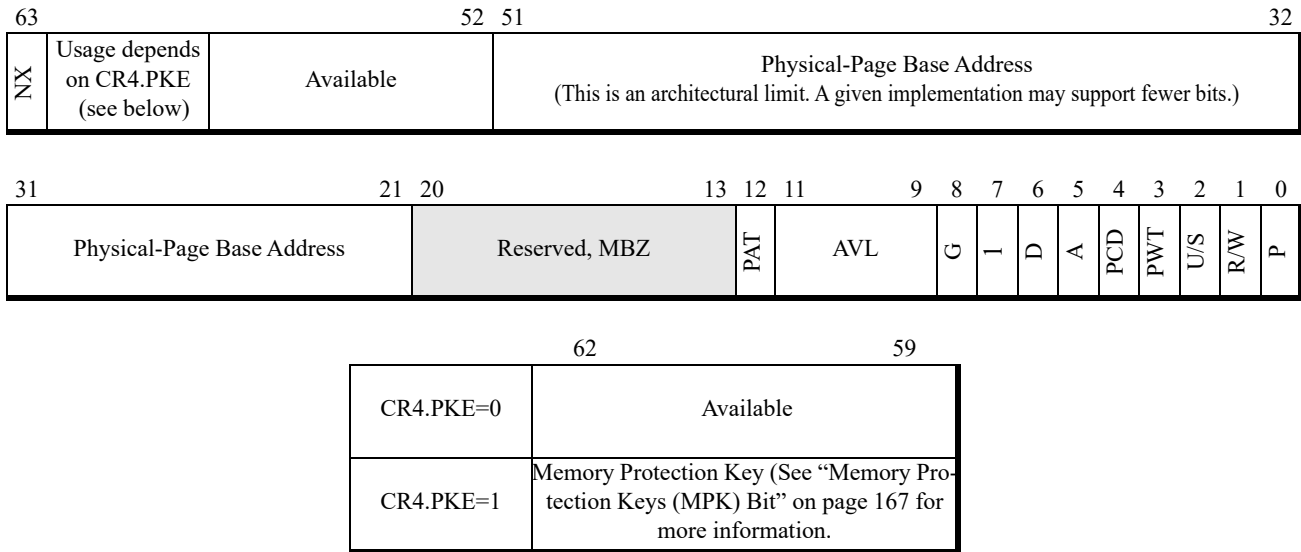 63 52 51 32
NX
Usage depends
on CR4.PKE
(see below)
Available
Physical-Page Base Address
(This is an architectural limit. A given implementation may support fewer bits.)
31 21 20 13 12 11 9 8 7 6 5 4 3 2 1 0
Physical-Page Base Address
Reserved, MBZ
PAT
AVL
G
1
D
A
PCD
PWT
U/S
R/W
P
62 59
CR4.PKE=0
Available
CR4.PKE=1
Memory Protection Key (See “Memory Pro-
tection Keys (MPK) Bit” on page 167 for
more information.